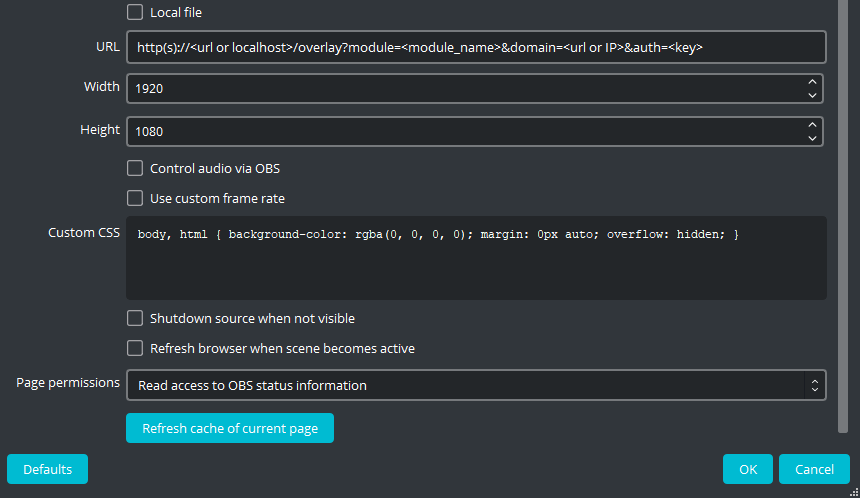 Local file
URL http(s)://<url or localhost>/overlay?module=<module_name>&domain=<url or IP>&auth=<key>
Width 1920
Height 1080
Control audio via OBS
Use custom frame rate
Custom CSS body, html { background-color: rgba(0, 0, 0, 0); margin: 0px auto; overflow: hidden; }
Shutdown source when not visible
Refresh browser when scene becomes active
Page permissions Read access to OBS status information
Refresh cache of current page
Defaults OK Cancel